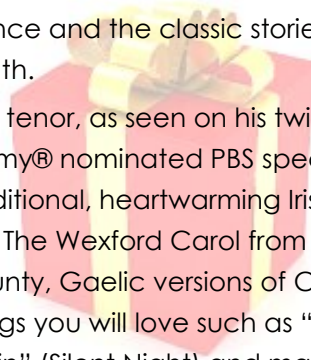 nce and the classic storie
th.
tenor, as seen on his twi
my® nominated PBS spec
ditional, heartwarming Iris
The Wexford Carol from
unty, Gaelic versions of C
gs you will love such as “
in” (Silent Night) and ma